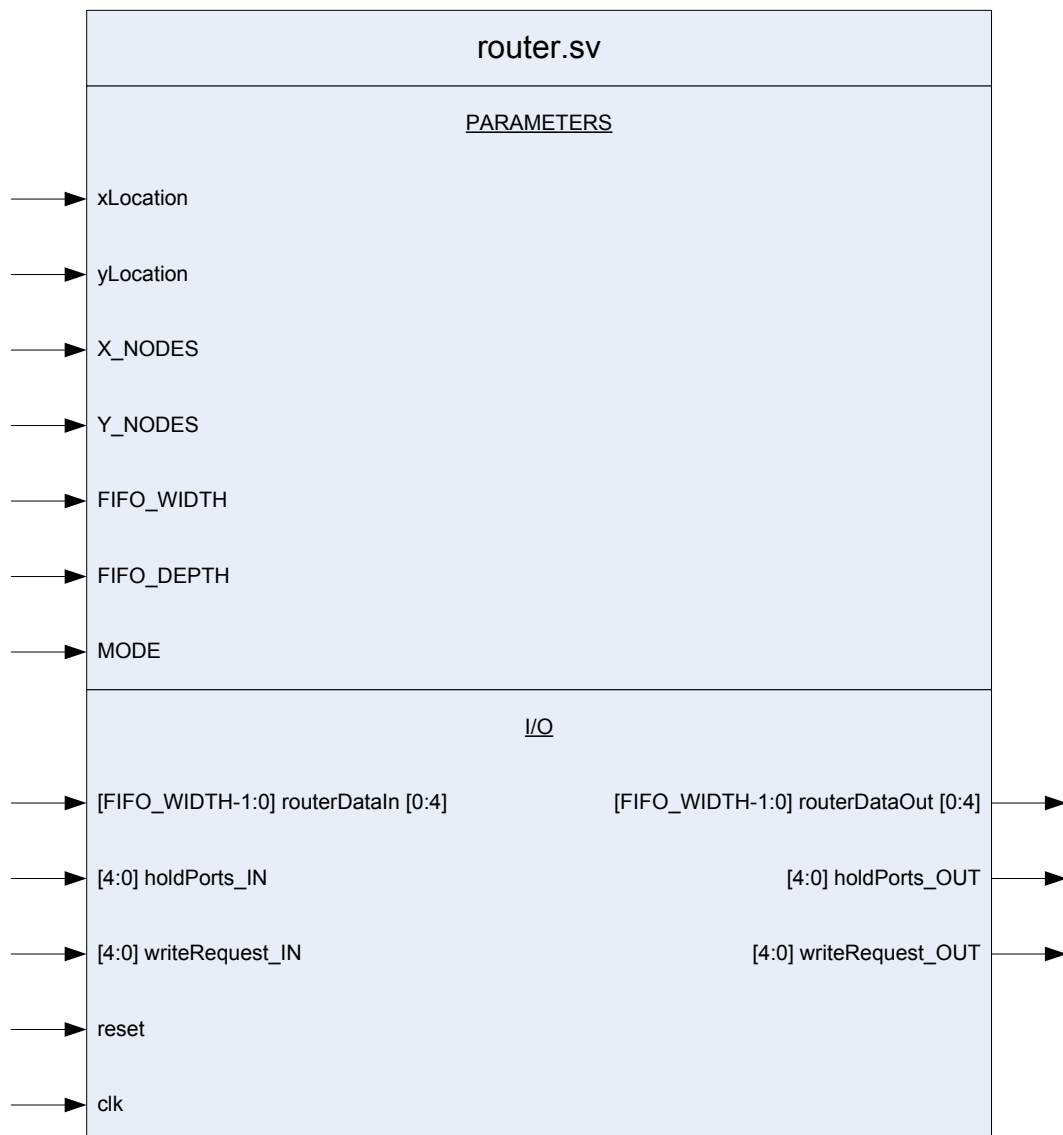 router.sv
PARAMETERS
xLocation
yLocation
X_NODES
Y_NODES
FIFO_WIDTH
FIFO_DEPTH
MODE
I/O
[FIFO_WIDTH-1:0] routerDataIn [0:4] [FIFO_WIDTH-1:0] routerDataOut [0:4]
[4:0] holdPorts_IN [4:0] holdPorts_OUT
[4:0] writeRequest_IN [4:0] writeRequest_OUT
reset
clk